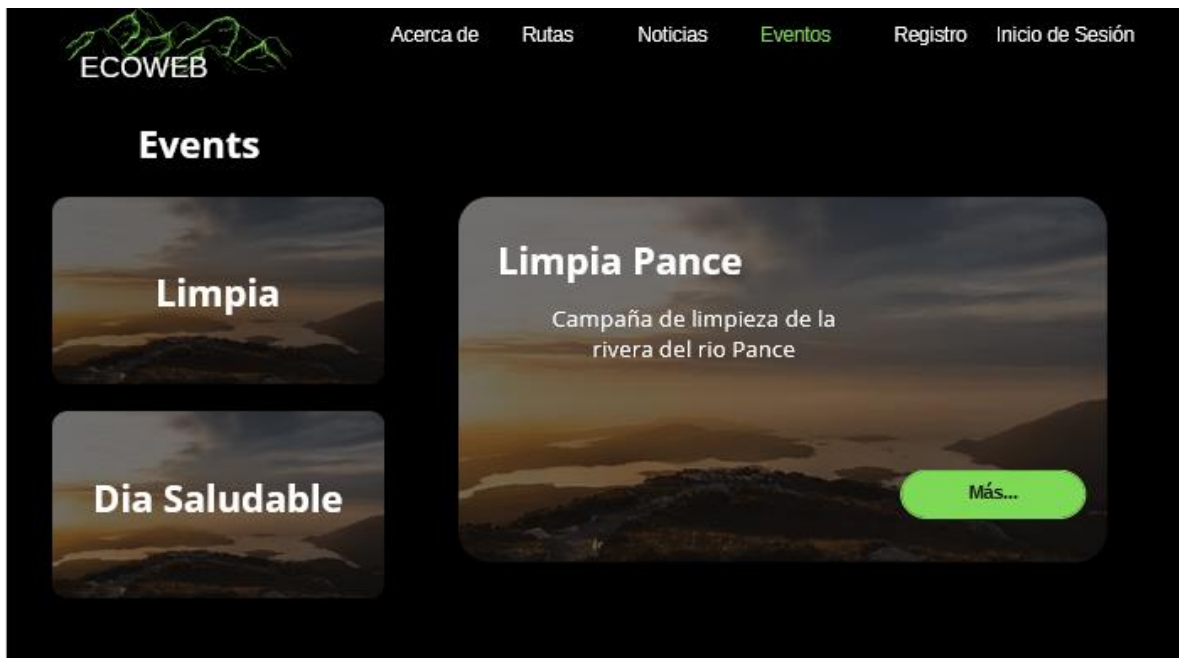 ECOWEB
Acerca de Rutas Noticias Eventos Registro Inicio de Sesión
Events
Limpia
Dia Saludable
Limpia Pance
Campaña de limpieza de la
rivera del rio Pance
Más...